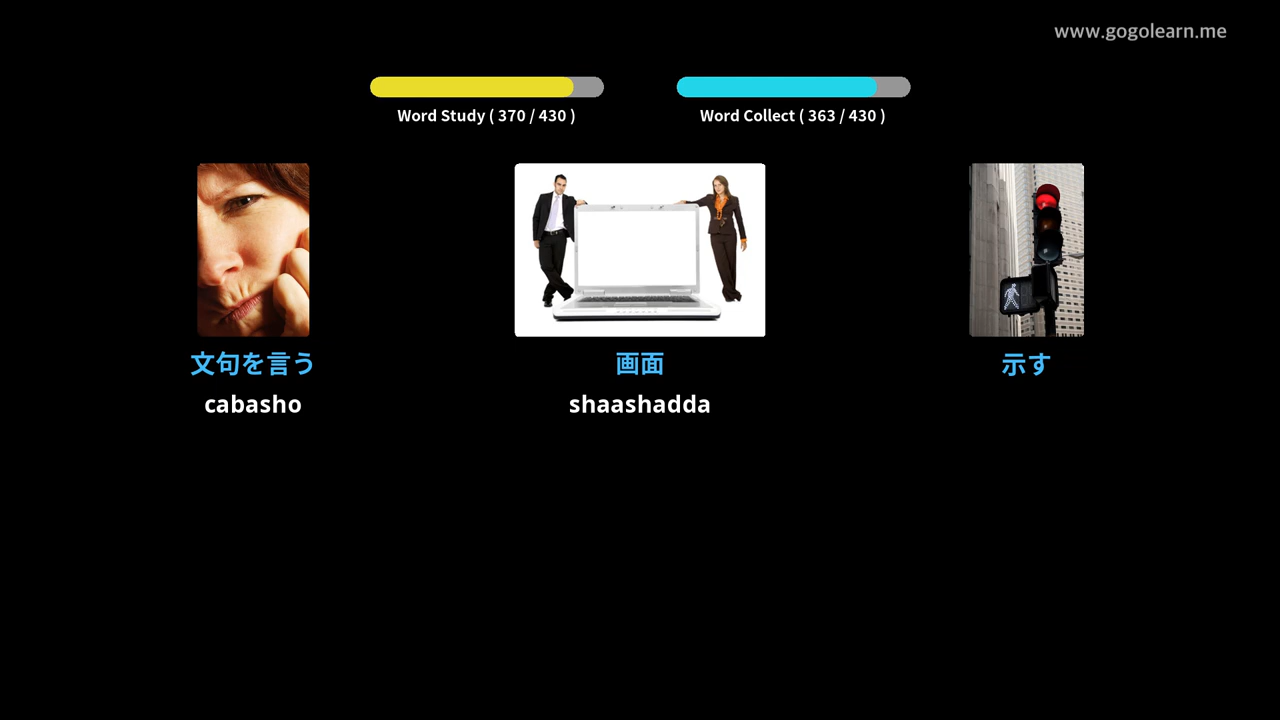 www.gogolearn.me
Word Study ( 370 / 430 )
Word Collect ( 363 / 430 )
文句を言う
画面
示す
cabasho
shaashadda